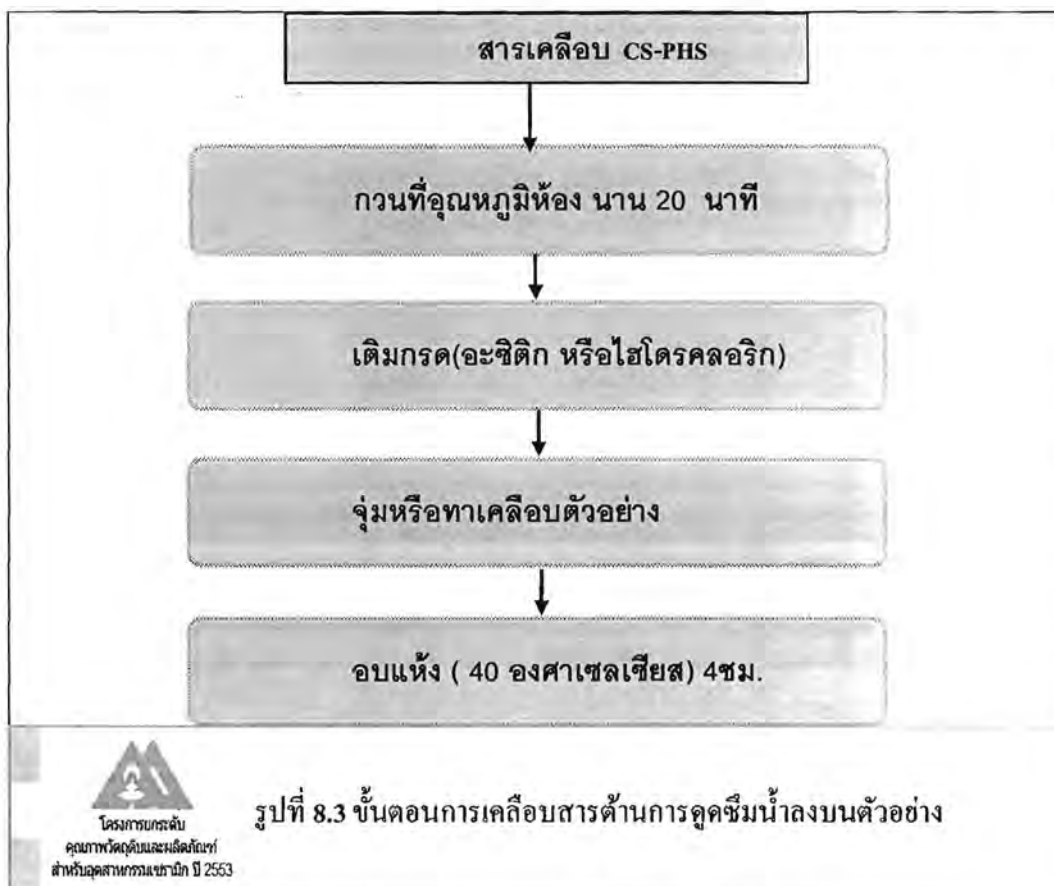 สารเคลือบ CS-PHS
กวนที่อุณหภูมิห้อง นาน 20 นาที
เติมกรด(อะซิติก หรือไฮโดรคลอริก)
จุ่มหรือทาเคลือบตัวอย่าง
อบแห้ง ( 40 องศาเซลเซียส) 4ชม.
โครงการยกระดับ
คุณภาพวัตถุดิบและผลิตภัณฑ์
สำหรับอุตสาหกรรมเซรามิก ปี 2553
รูปที่ 8.3 ขั้นตอนการเคลือบสารต้านการดูดซึมน้ำลงบนตัวอย่าง